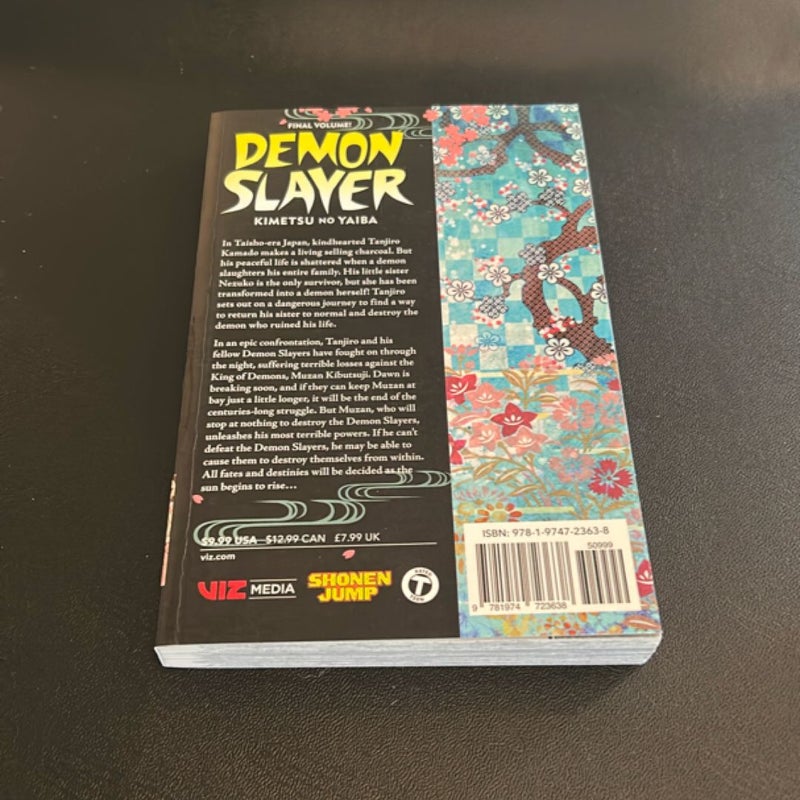 FINAL VOLUME!
DEMON
SLAYER
KIMETSU NO YAIBA
In Taisho-era Japan, kindhearted Tanjiro
Kamado makes a living selling charcoal. But
his peaceful life is shattered when a demon
slaughters his entire family. His little sister
Nezuko is the only survivor, but she has been
transformed into a demon herself! Tanjiro
sets out on a dangerous journey to find a way
to return his sister to normal and destroy the
demon who ruined his life.
In an epic confrontation, Tanjiro and his
fellow Demon Slayers have fought on through
the night, suffering terrible losses against the
King of Demons, Muzan Kibutsuji. Dawn is
breaking soon, and if they can keep Muzan at
bay just a little longer, it will be the end of the
centuries-long struggle. But Muzan, who will
stop at nothing to destroy the Demon Slayers,
unleashes his most terrible powers. If he can't
defeat the Demon Slayers, he may be able to
cause them to destroy themselves from within.
All fates and destinies will be decided as the
sun begins to rise...
$9.99 USA $12.99 CAN £7.99 UK
viz.com
VIZ MEDIA
SHONEN
JUMP
RATED
T
TEEN
ISBN: 978-1-9747-2363-8
50999
9 781974 723638